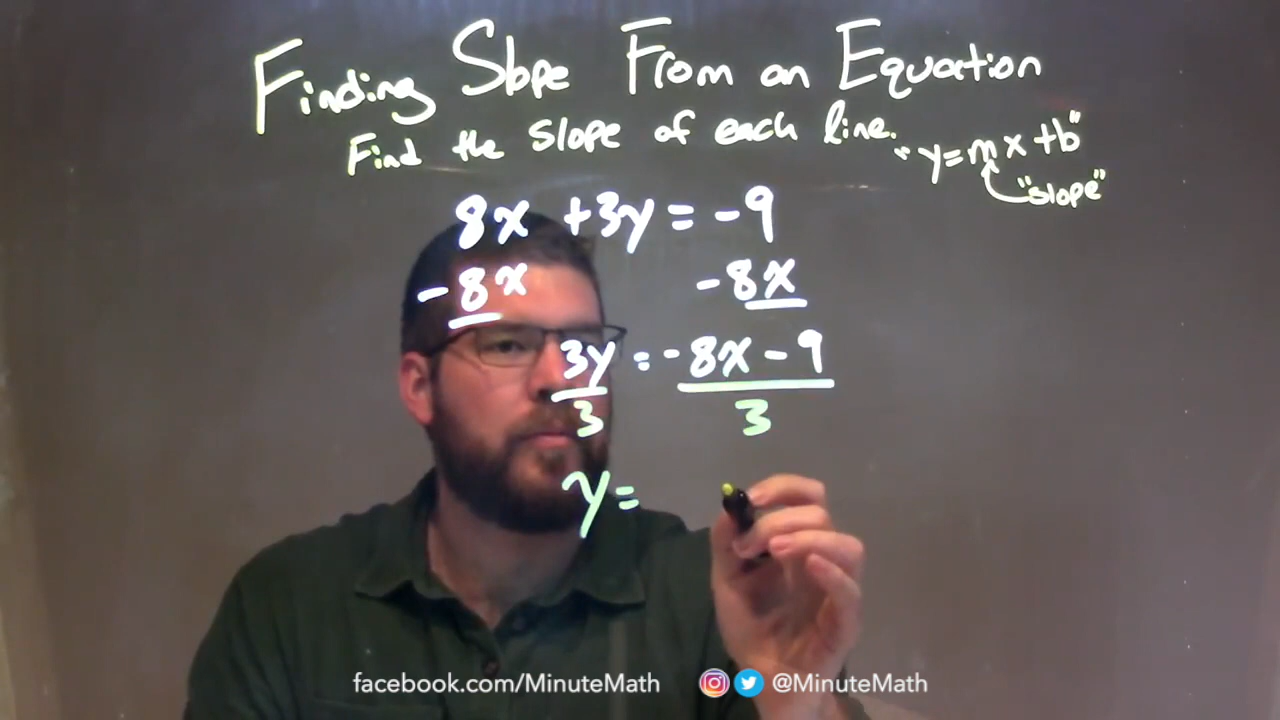 Finding Slope From an Equation
Find the slope of each line.
"y=mx+b"
"slope"
8x +3y = -9
-8x -8x
3y = -8x - 9
3 3
y =
facebook.com/MinuteMath @MinuteMath